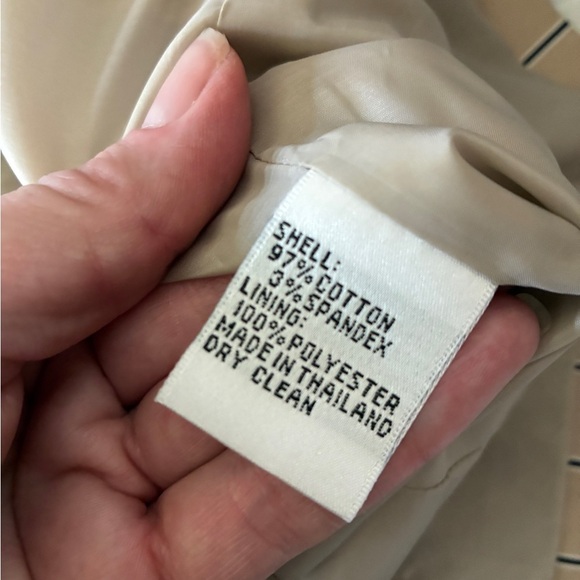 SHELL:
97% COTTON
3% SPANDEX
LINING:
100% POLYESTER
MADE IN THAILAND
DRY CLEAN